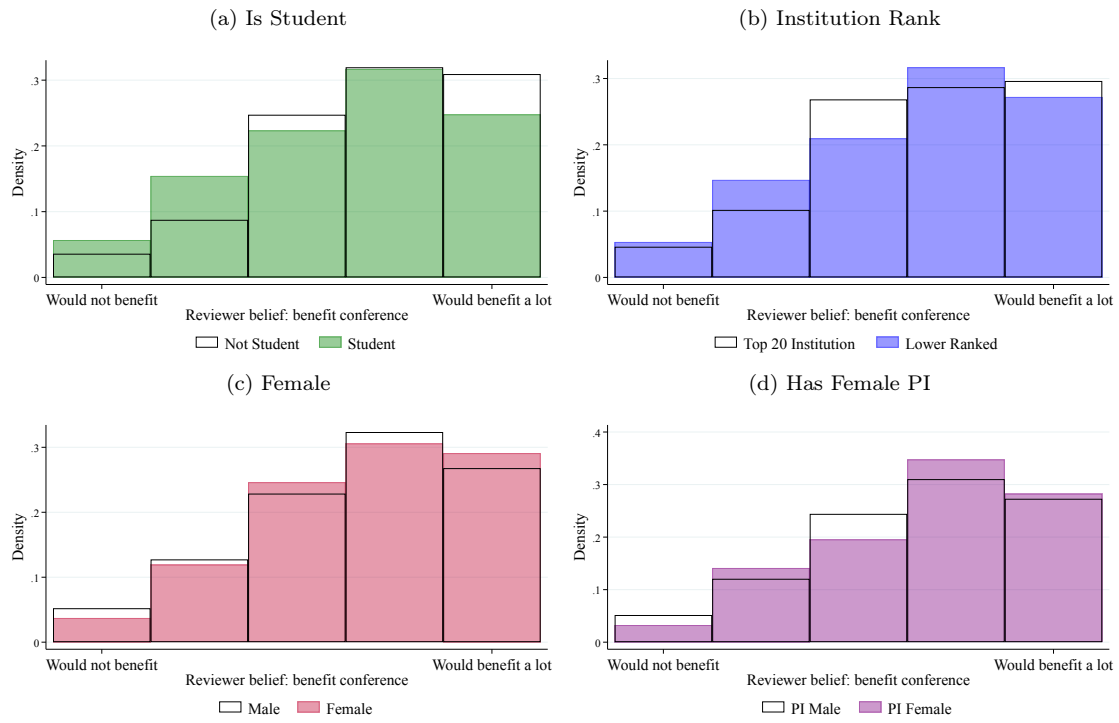 (a) Is Student
(b) Institution Rank
Density
.3
.2
.1
0
Would not benefit
Would benefit a lot
Reviewer belief: benefit conference
Not Student
Student
Density
.3
.2
.1
0
Would not benefit
Would benefit a lot
Reviewer belief: benefit conference
Top 20 Institution
Lower Ranked
(c) Female
(d) Has Female PI
Density
.3
.2
.1
0
Would not benefit
Would benefit a lot
Reviewer belief: benefit conference
Male
Female
Density
.4
.3
.2
.1
0
Would not benefit
Would benefit a lot
Reviewer belief: benefit conference
PI Male
PI Female